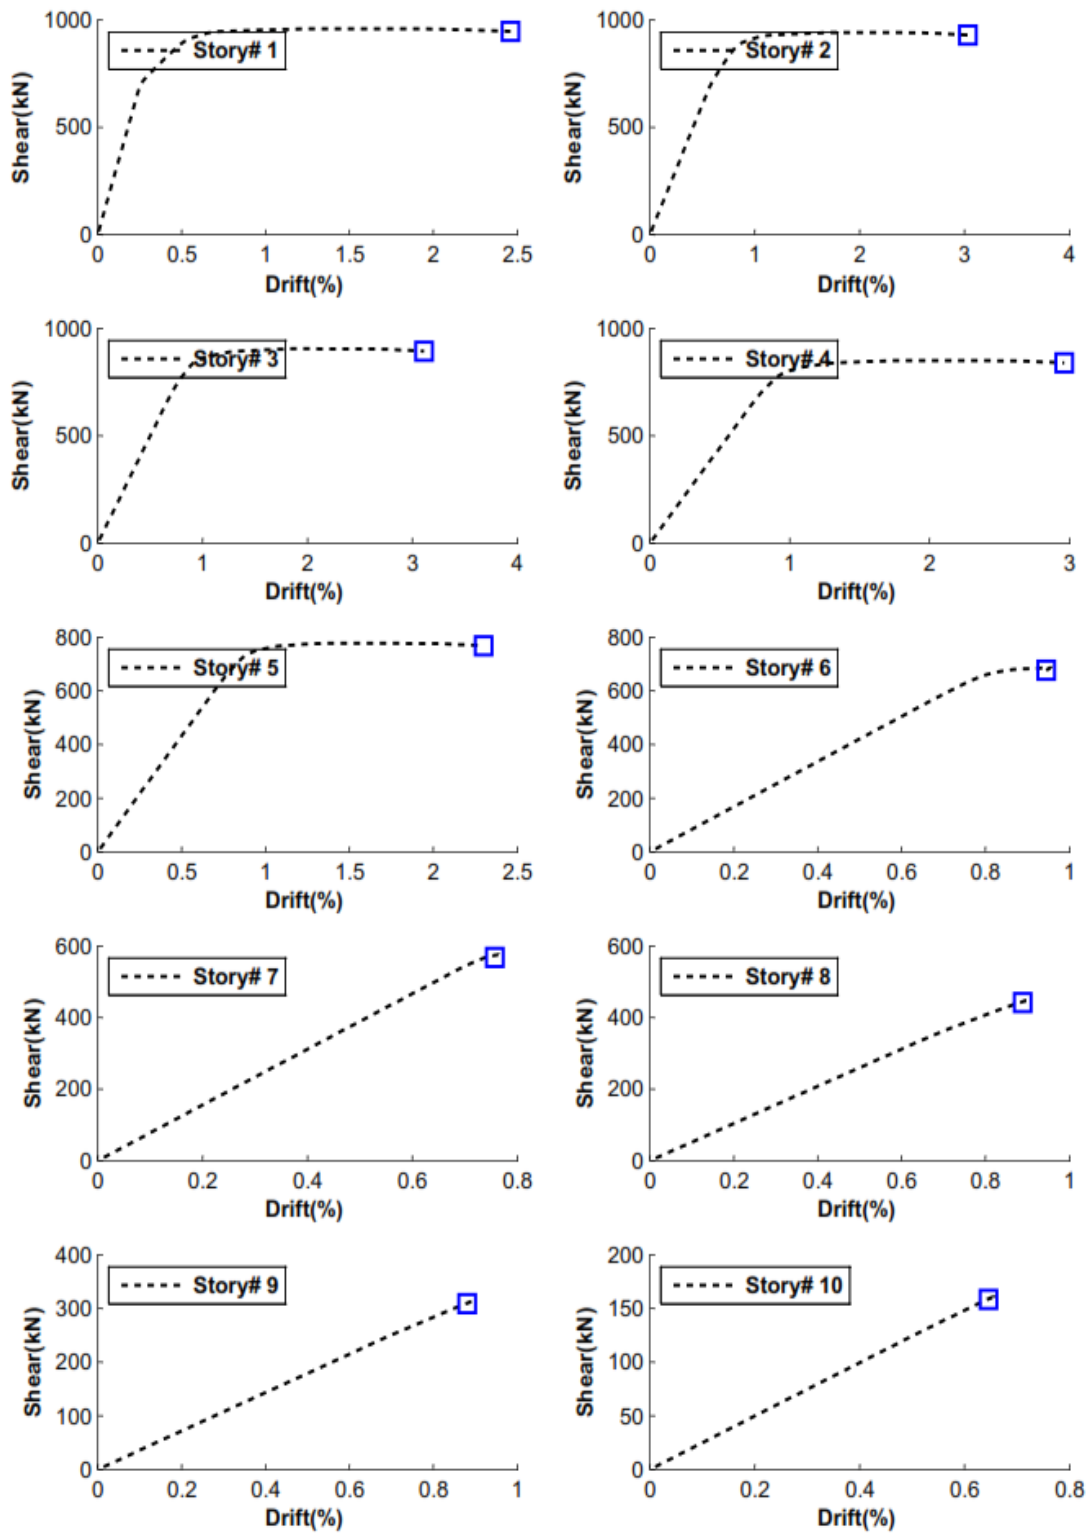 1000
Story# 1
500
0
Shear(kN)
0 0.5 1 1.5 2 2.5
Drift(%)
1000
Story# 2
500
0
Shear(kN)
0 1 2 3 4
Drift(%)
1000
Story# 3
500
0
Shear(kN)
0 1 2 3 4
Drift(%)
1000
Story# 4
500
0
Shear(kN)
0 1 2 3
Drift(%)
800
Story# 5
600
400
200
0
Shear(kN)
0 0.5 1 1.5 2 2.5
Drift(%)
800
Story# 6
600
400
200
0
Shear(kN)
0 0.2 0.4 0.6 0.8 1
Drift(%)
600
Story# 7
400
200
0
Shear(kN)
0 0.2 0.4 0.6 0.8
Drift(%)
600
Story# 8
400
200
0
Shear(kN)
0 0.2 0.4 0.6 0.8 1
Drift(%)
400
Story# 9
300
200
100
0
Shear(kN)
0 0.2 0.4 0.6 0.8 1
Drift(%)
200
Story# 10
150
100
50
0
Shear(kN)
0 0.2 0.4 0.6 0.8
Drift(%)